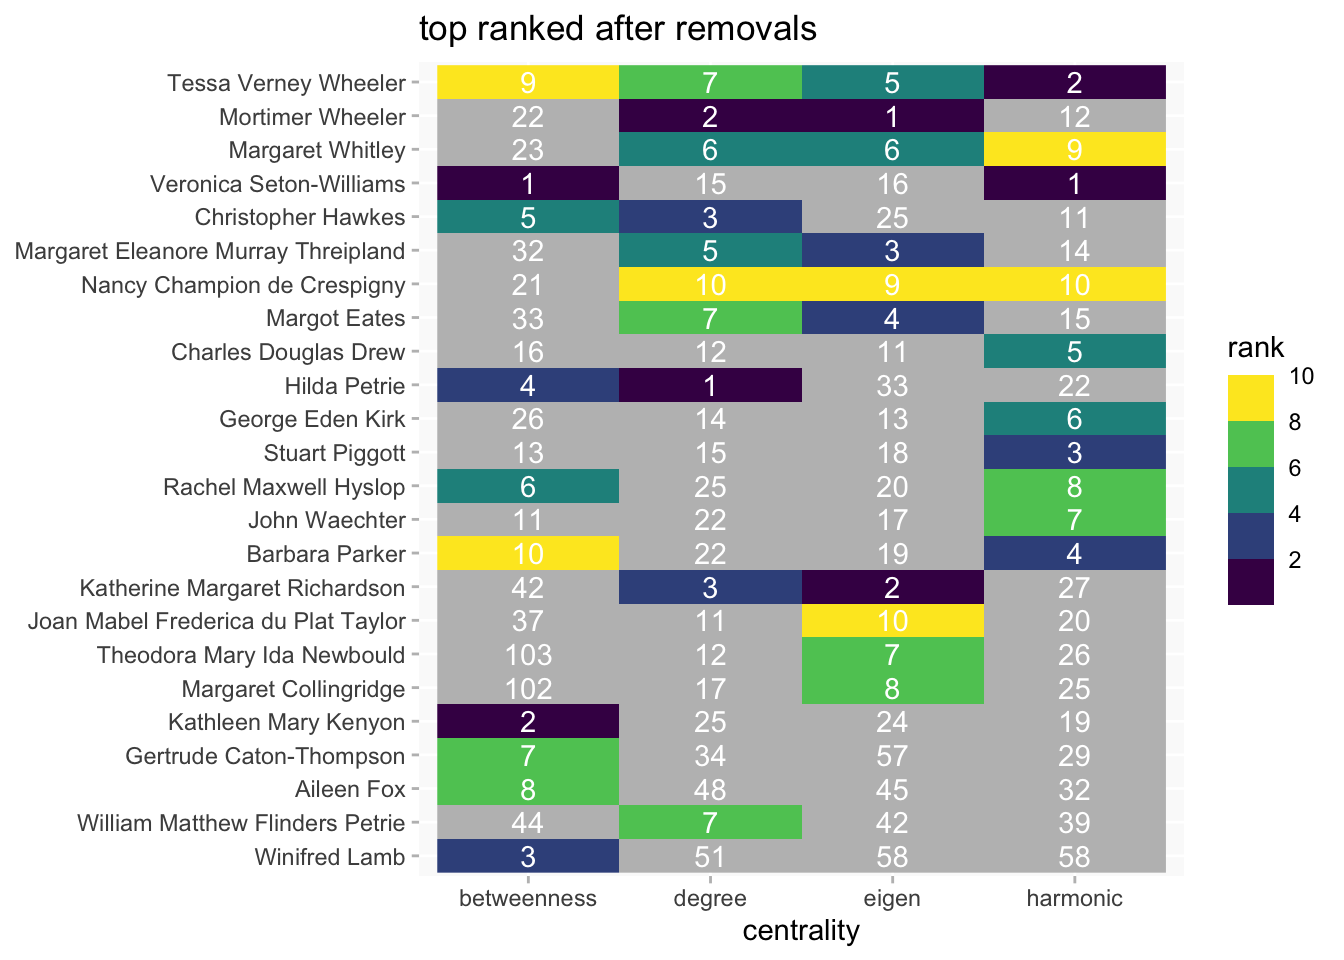 top ranked after removals
Tessa Verney Wheeler 9 7 5 2
Mortimer Wheeler 22 2 1 12
Margaret Whitley 23 6 6 9
Veronica Seton-Williams 1 15 16 1
Christopher Hawkes 5 3 25 11
Margaret Eleanore Murray Threipland 32 5 3 14
Nancy Champion de Crespigny 21 10 9 10
Margot Eates 33 7 4 15
Charles Douglas Drew 16 12 11 5
Hilda Petrie 4 1 33 22
George Eden Kirk 26 14 13 6
Stuart Piggott 13 15 18 3
Rachel Maxwell Hyslop 6 25 20 8
John Waechter 11 22 17 7
Barbara Parker 10 22 19 4
Katherine Margaret Richardson 42 3 2 27
Joan Mabel Frederica du Plat Taylor 37 11 10 20
Theodora Mary Ida Newbould 103 12 7 26
Margaret Collingridge 102 17 8 25
Kathleen Mary Kenyon 2 25 24 19
Gertrude Caton-Thompson 7 34 57 29
Aileen Fox 8 48 45 32
William Matthew Flinders Petrie 44 7 42 39
Winifred Lamb 3 51 58 58
betweenness degree eigen harmonic
centrality
rank
10
8
6
4
2